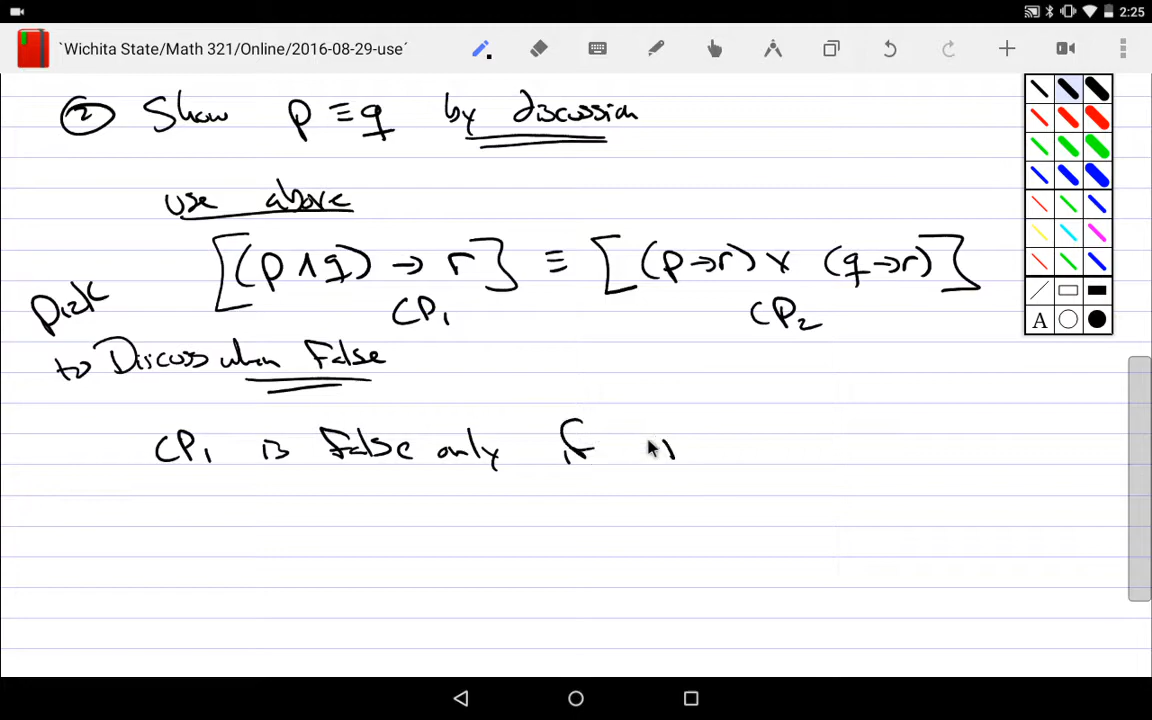 2:25
`Wichita State/Math 321/Online/2016-08-29-use´
② Show p ≡ q by discussion
use above
[(p ∧ q) → r] ≡ [(p → r) ∨ (q → r)]
CP₁ CP₂
Pick
to Discuss when False
CP₁ is False only if
A